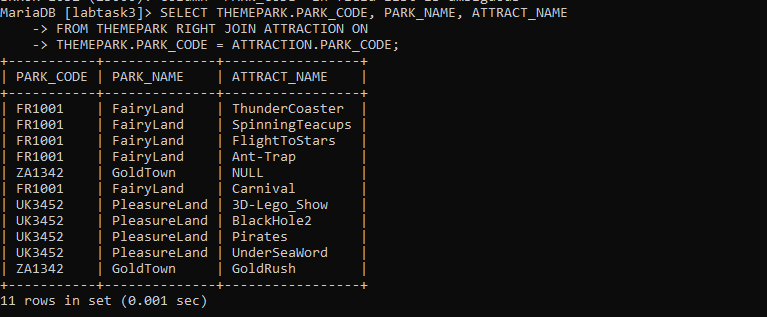 MariaDB [labtask3]> SELECT THEMEPARK.PARK_CODE, PARK_NAME, ATTRACT_NAME
    -> FROM THEMEPARK RIGHT JOIN ATTRACTION ON
    -> THEMEPARK.PARK_CODE = ATTRACTION.PARK_CODE;
+-----------+--------------+-----------------+
| PARK_CODE | PARK_NAME    | ATTRACT_NAME    |
+-----------+--------------+-----------------+
| FR1001    | FairyLand    | ThunderCoaster  |
| FR1001    | FairyLand    | SpinningTeacups |
| FR1001    | FairyLand    | FlightToStars   |
| FR1001    | FairyLand    | Ant-Trap        |
| ZA1342    | GoldTown     | NULL            |
| FR1001    | FairyLand    | Carnival        |
| UK3452    | PleasureLand | 3D-Lego_Show    |
| UK3452    | PleasureLand | BlackHole2      |
| UK3452    | PleasureLand | Pirates         |
| UK3452    | PleasureLand | UnderSeaWord    |
| ZA1342    | GoldTown     | GoldRush        |
+-----------+--------------+-----------------+
11 rows in set (0.001 sec)